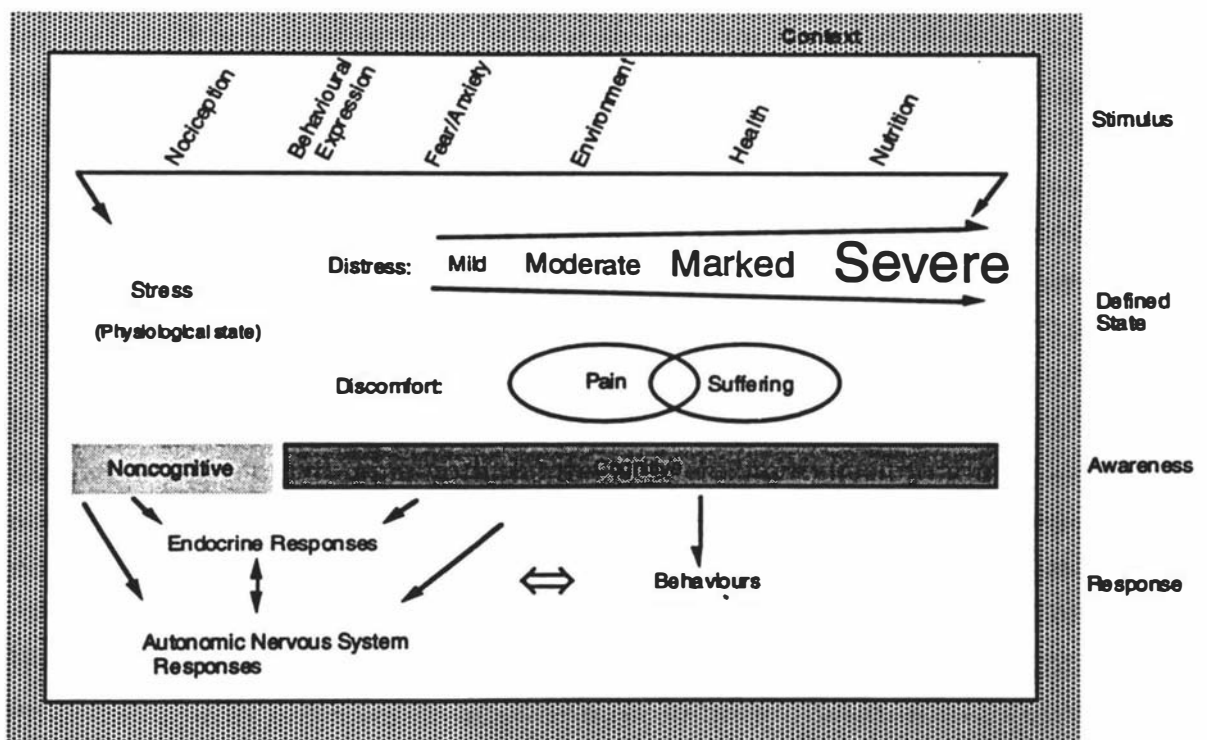 Context
Nociception
Behavioural
Expression
Fear/Anxiety
Environment
Health
Nutrition
Stimulus
Distress: Mild Moderate Marked Severe
Stress
(Physiological state)
Defined
State
Discomfort:
Pain
Suffering
Noncognitive
Cognitive
Awareness
Endocrine Responses
Behaviours
Response
Autonomic Nervous System
Responses